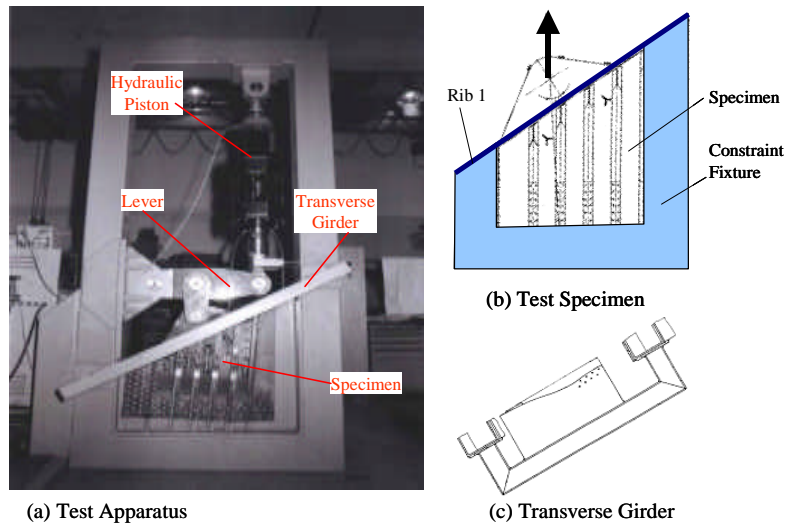 Hydraulic
Piston
Lever
Transverse
Girder
Specimen
(a) Test Apparatus
Rib 1
Specimen
Constraint
Fixture
(b) Test Specimen
(c) Transverse Girder